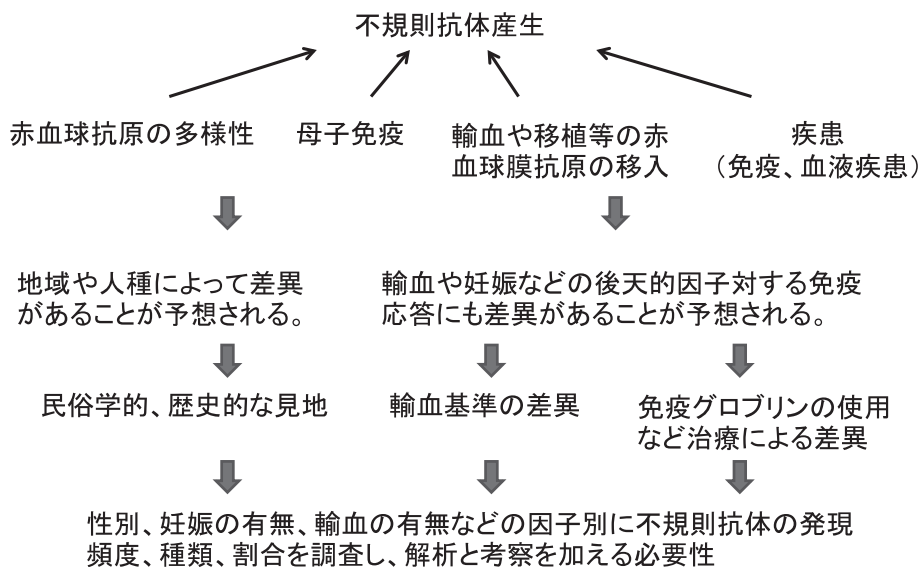 不規則抗体産生
赤血球抗原の多様性
母子免疫
輸血や移植等の赤
血球膜抗原の移入
疾患
（免疫、血液疾患）
地域や人種によって差異
があることが予想される。
輸血や妊娠などの後天的因子対する免疫
応答にも差異があることが予想される。
民俗学的、歴史的な見地
輸血基準の差異
免疫グロブリンの使用
など治療による差異
性別、妊娠の有無、輸血の有無などの因子別に不規則抗体の発現
頻度、種類、割合を調査し、解析と考察を加える必要性